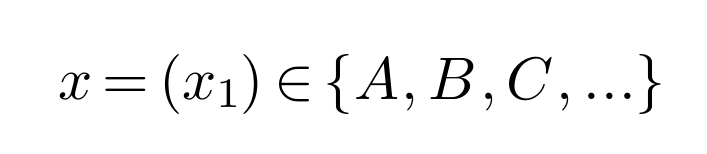 x = (x₁) ∈ {A, B, C, ...}